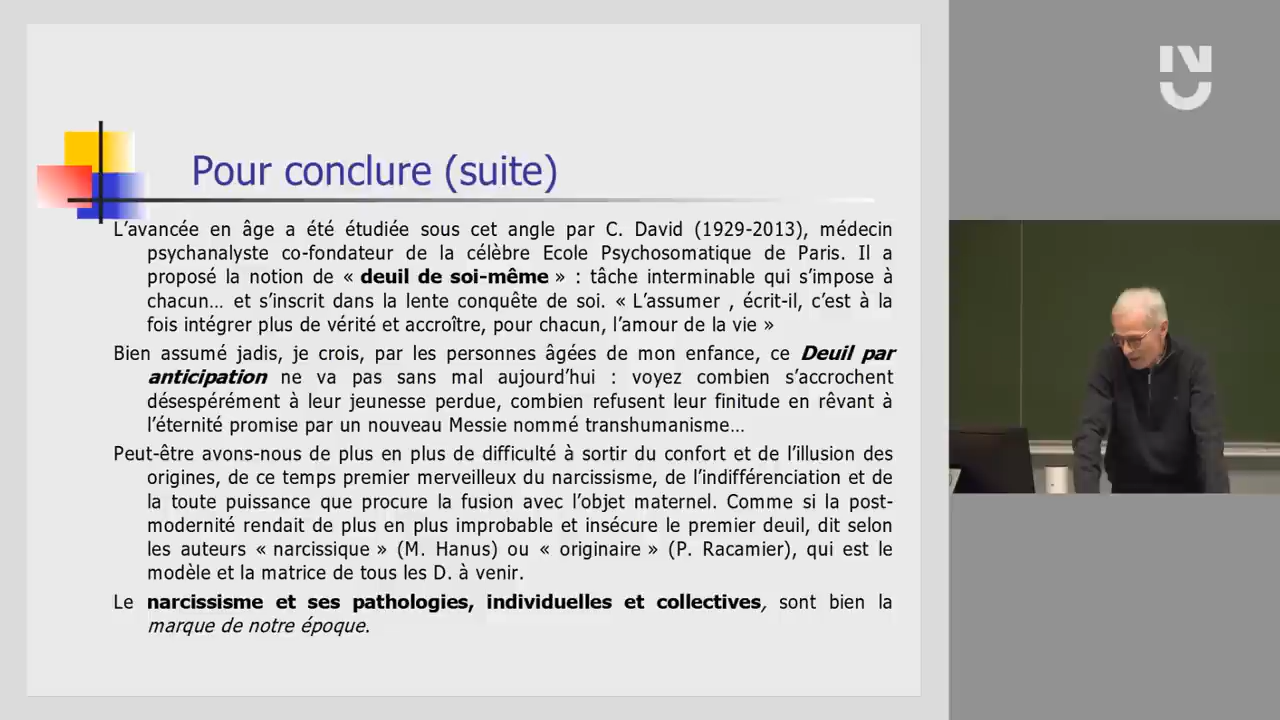 Pour conclure (suite)
L’avancée en âge a été étudiée sous cet angle par C. David (1929-2013), médecin
psychanalyste co-fondateur de la célèbre Ecole Psychosomatique de Paris. Il a
proposé la notion de « deuil de soi-même » : tâche interminable qui s’impose à
chacun… et s’inscrit dans la lente conquête de soi. « L’assumer , écrit-il, c’est à la
fois intégrer plus de vérité et accroître, pour chacun, l’amour de la vie »
Bien assumé jadis, je crois, par les personnes âgées de mon enfance, ce Deuil par
anticipation ne va pas sans mal aujourd’hui : voyez combien s’accrochent
désespérément à leur jeunesse perdue, combien refusent leur finitude en rêvant à
l’éternité promise par un nouveau Messie nommé transhumanisme…
Peut-être avons-nous de plus en plus de difficulté à sortir du confort et de l’illusion des
origines, de ce temps premier merveilleux du narcissisme, de l’indifférenciation et de
la toute puissance que procure la fusion avec l’objet maternel. Comme si la post-
modernité rendait de plus en plus improbable et insécure le premier deuil, dit selon
les auteurs « narcissique » (M. Hanus) ou « originaire » (P. Racamier), qui est le
modèle et la matrice de tous les D. à venir.
Le narcissisme et ses pathologies, individuelles et collectives, sont bien la
marque de notre époque.